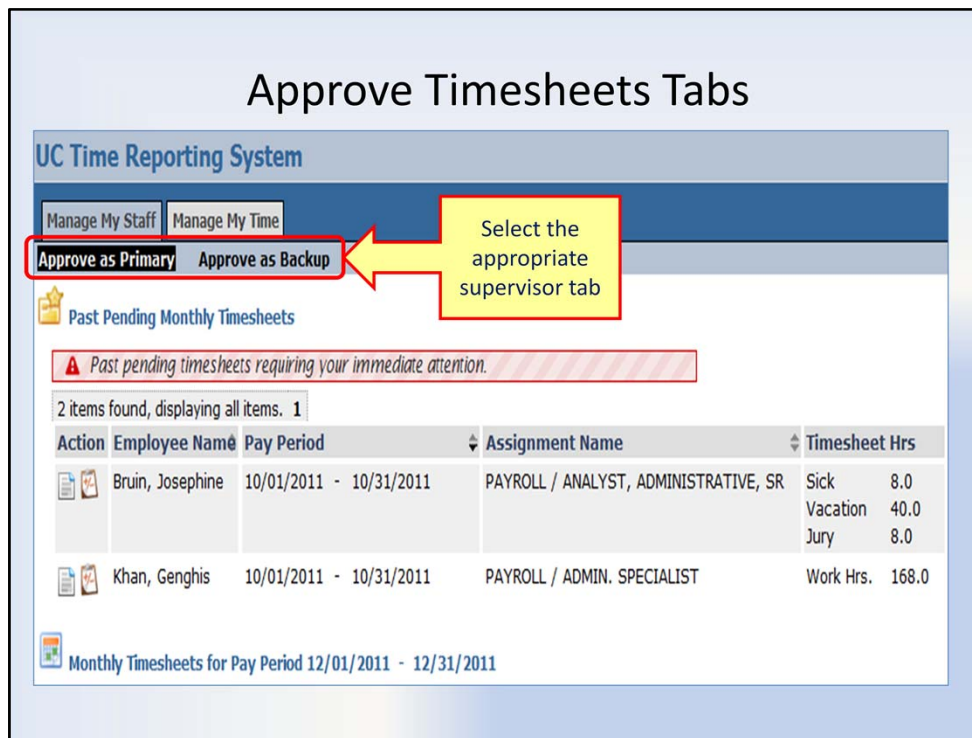 Approve Timesheets Tabs
UC Time Reporting System
Manage My Staff Manage My Time
Approve as Primary Approve as Backup
Select the
appropriate
supervisor tab
Past Pending Monthly Timesheets
Past pending timesheets requiring your immediate attention.
2 items found, displaying all items. 1
Action Employee Name Pay Period Assignment Name Timesheet Hrs
Bruin, Josephine 10/01/2011 - 10/31/2011 PAYROLL / ANALYST, ADMINISTRATIVE, SR Sick 8.0
Vacation 40.0
Jury 8.0
Khan, Genghis 10/01/2011 - 10/31/2011 PAYROLL / ADMIN. SPECIALIST Work Hrs. 168.0
Monthly Timesheets for Pay Period 12/01/2011 - 12/31/2011